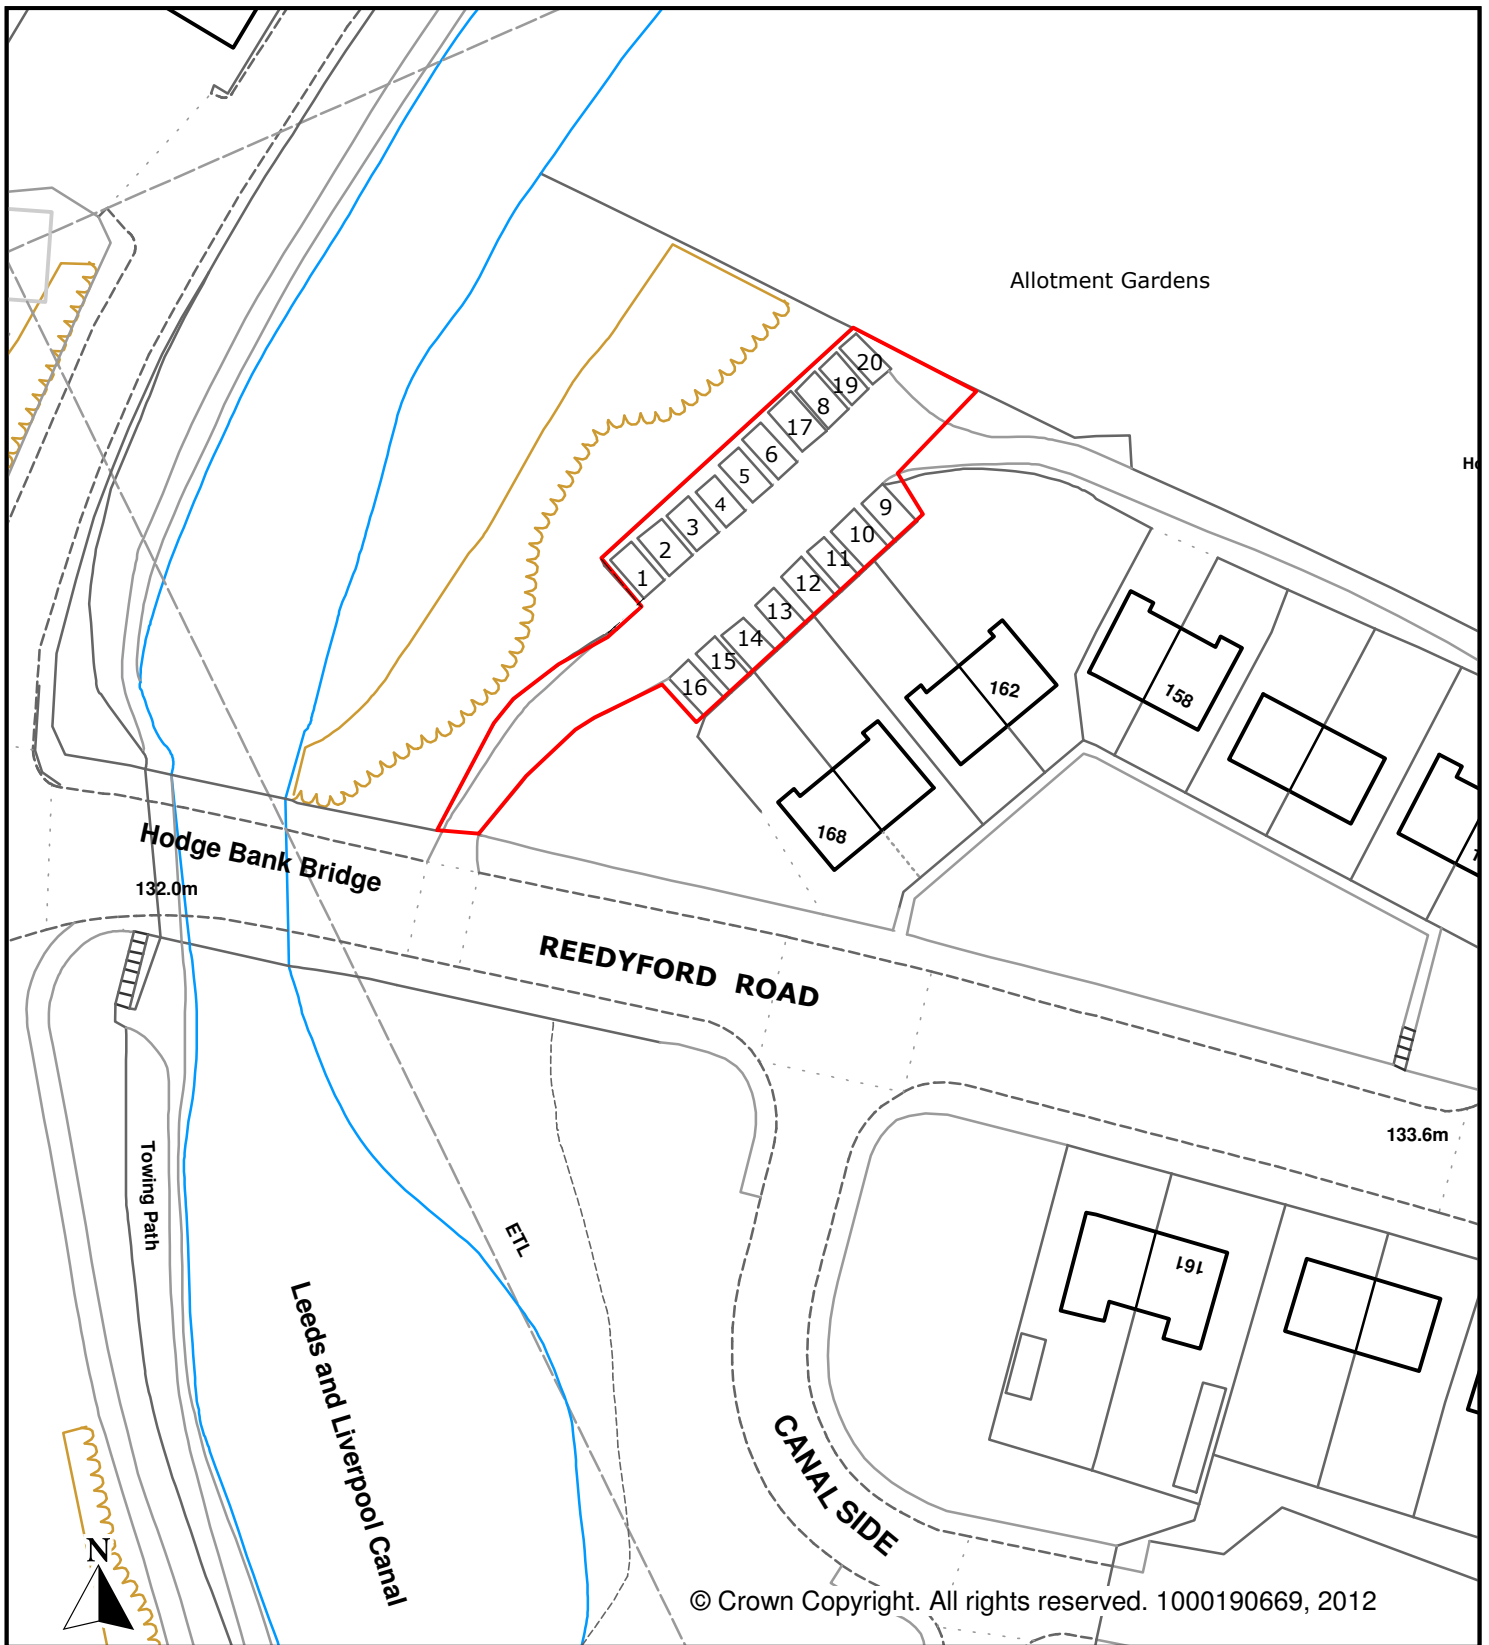 Allotment Gardens
20
19
8
17
6
5
4
3
2
1
9
10
11
12
13
14
15
16
162
158
168
Hodge Bank Bridge
132.0m
REEDYFORD ROAD
133.6m
Towing Path
ETL
161
Leeds and Liverpool Canal
CANAL SIDE
N
© Crown Copyright. All rights reserved. 1000190669, 2012